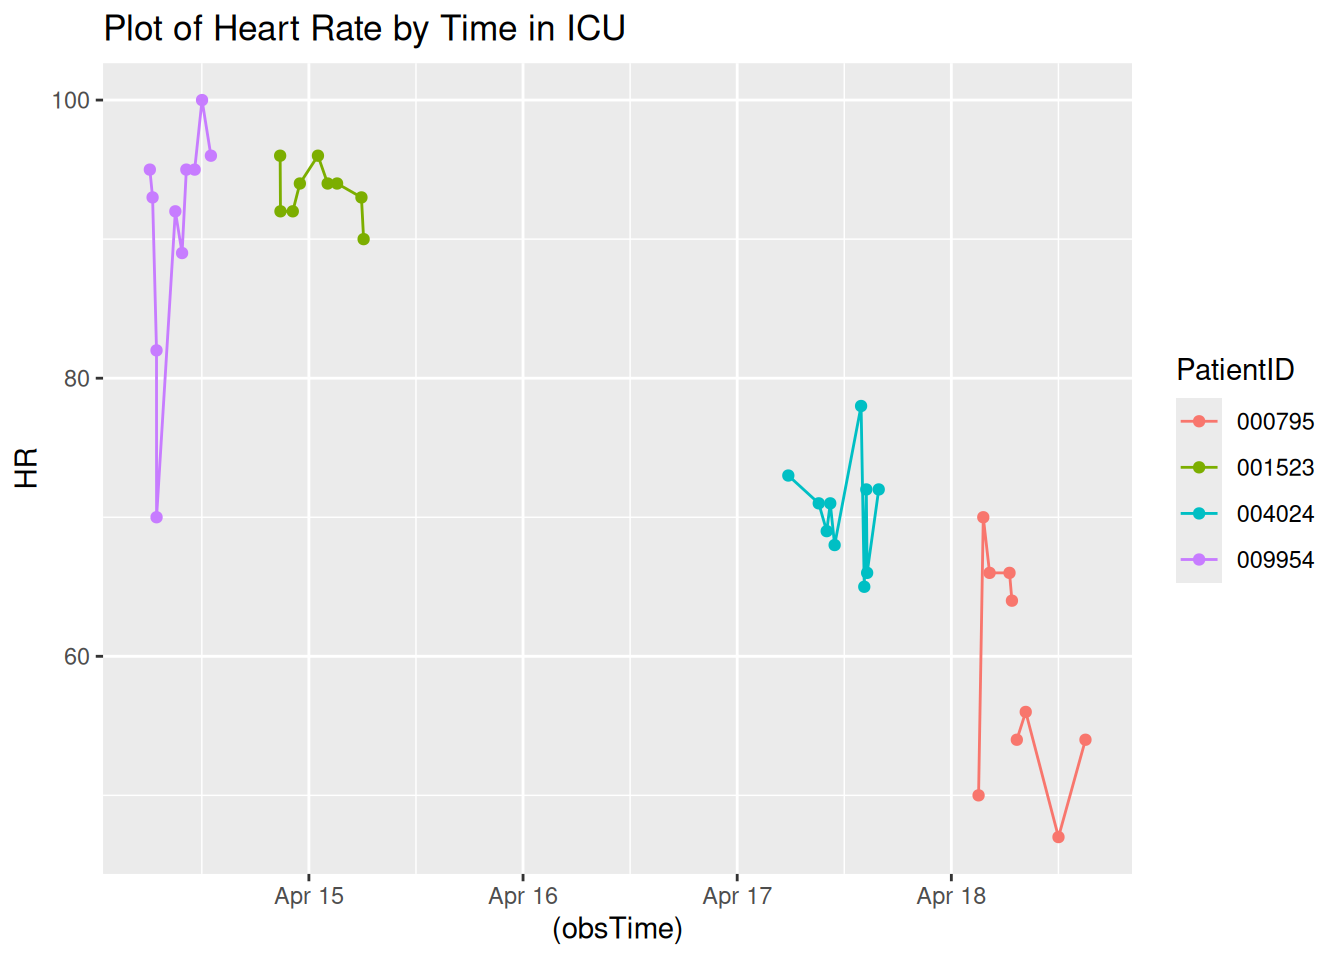 Plot of Heart Rate by Time in ICU
100
80
60
HR
Apr 15
Apr 16
Apr 17
Apr 18
(obsTime)
PatientID
000795
001523
004024
009954